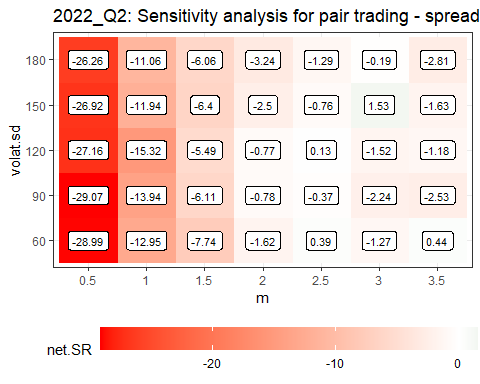 2022_Q2: Sensitivity analysis for pair trading - spread
volat.sd
180 -26.26 -11.06 -6.06 -3.24 -1.29 -0.19 -2.81
150 -26.92 -11.94 -6.4 -2.5 -0.76 1.53 -1.63
120 -27.16 -15.32 -5.49 -0.77 0.13 -1.52 -1.18
90 -29.07 -13.94 -6.11 -0.78 -0.37 -2.24 -2.53
60 -28.99 -12.95 -7.74 -1.62 0.39 -1.27 0.44
0.5 1 1.5 2 2.5 3 3.5
m
net.SR
-20 -10 0